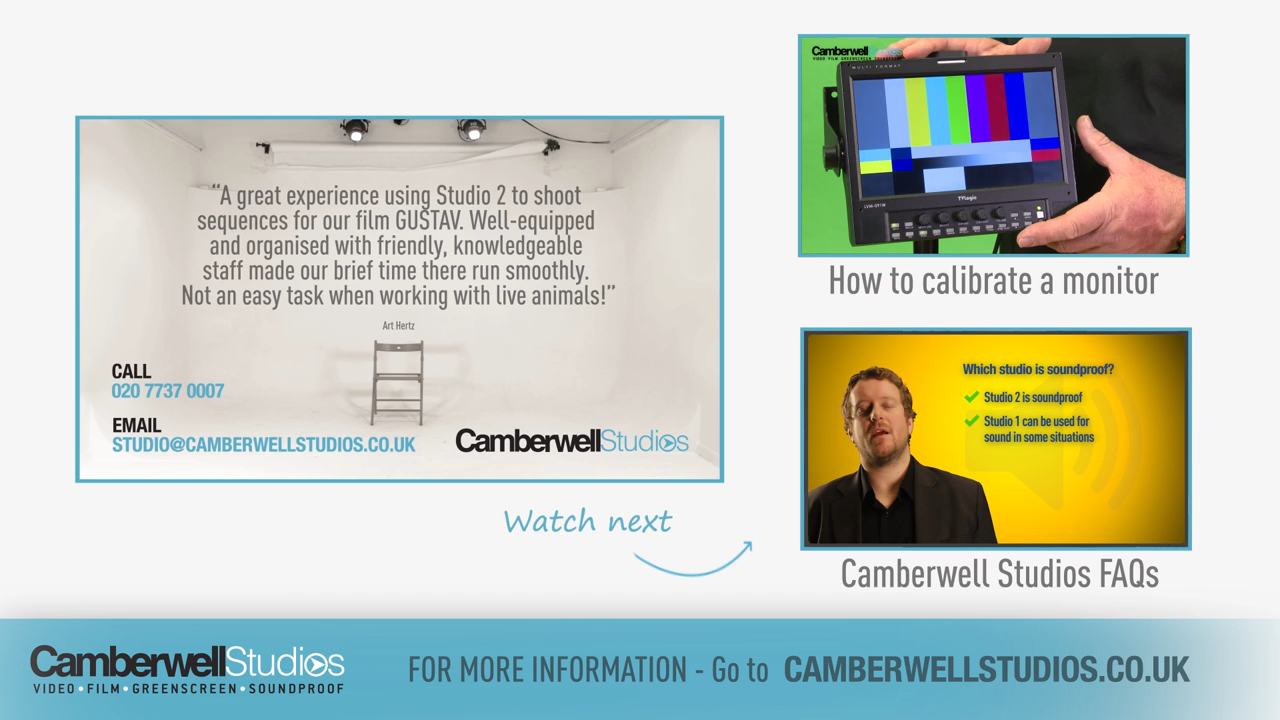 “A great experience using Studio 2 to shoot
sequences for our film GUSTAV. Well-equipped
and organised with friendly, knowledgeable
staff made our brief time there run smoothly.
Not an easy task when working with live animals!”
Art Hertz
CALL
020 7737 0007
EMAIL
STUDIO@CAMBERWELLSTUDIOS.CO.UK
CamberwellStudios
Watch next
Camberwell
MULTI FORMAT
TVlogic
How to calibrate a monitor
Which studio is soundproof?
Studio 2 is soundproof
Studio 1 can be used for
sound in some situations
Camberwell Studios FAQs
CamberwellStudios
VIDEO•FILM•GREENSCREEN•SOUNDPROOF
FOR MORE INFORMATION - Go to CAMBERWELLSTUDIOS.CO.UK